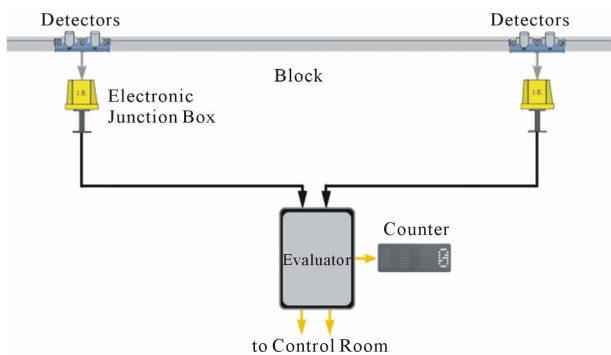 Detectors
Detectors
Block
J.B.
Electronic
Junction Box
J.B.
Counter
Evaluator
to Control Room